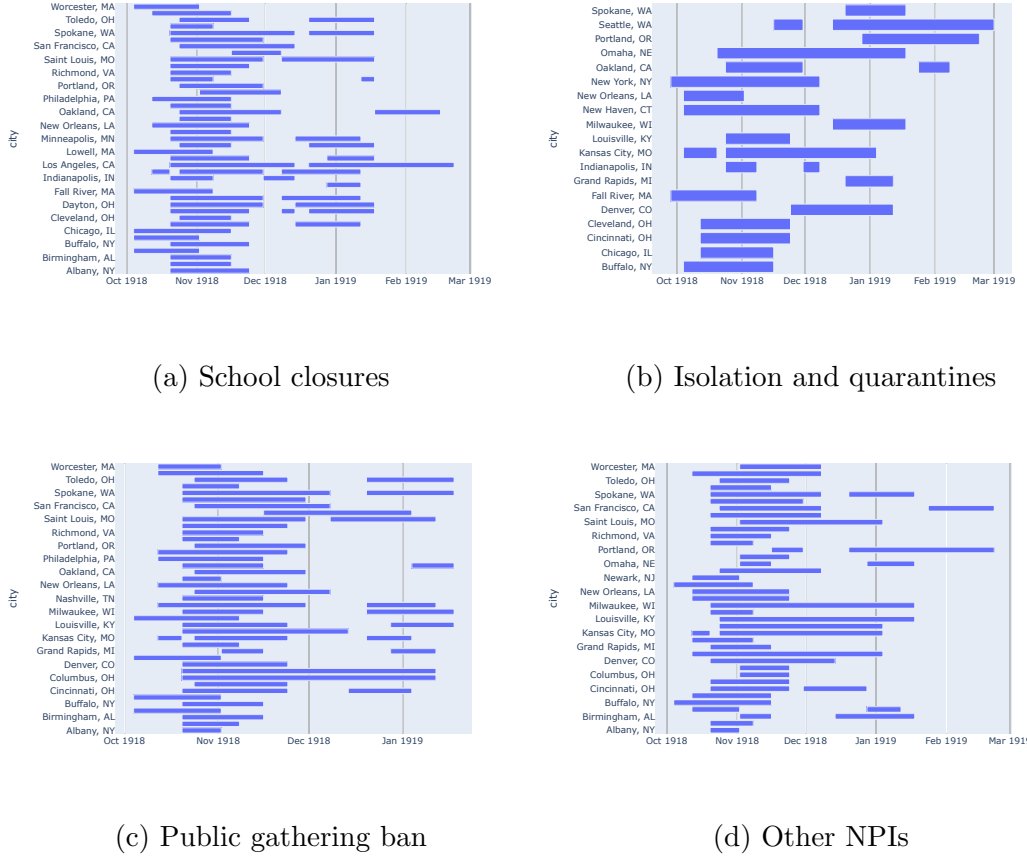 Worcester, MA
Toledo, OH
Spokane, WA
San Francisco, CA
Saint Louis, MO
Richmond, VA
Portland, OR
Philadelphia, PA
Oakland, CA
New Orleans, LA
Minneapolis, MN
Lowell, MA
Los Angeles, CA
Indianapolis, IN
Fall River, MA
Dayton, OH
Cleveland, OH
Chicago, IL
Buffalo, NY
Birmingham, AL
Albany, NY
city
Oct 1918 Nov 1918 Dec 1918 Jan 1919 Feb 1919 Mar 1919
(a) School closures
Spokane, WA
Seattle, WA
Portland, OR
Omaha, NE
Oakland, CA
New York, NY
New Orleans, LA
New Haven, CT
Milwaukee, WI
Louisville, KY
Kansas City, MO
Indianapolis, IN
Grand Rapids, MI
Fall River, MA
Denver, CO
Cleveland, OH
Cincinnati, OH
Chicago, IL
Buffalo, NY
city
Oct 1918 Nov 1918 Dec 1918 Jan 1919 Feb 1919 Mar 1919
(b) Isolation and quarantines
Worcester, MA
Toledo, OH
Spokane, WA
San Francisco, CA
Saint Louis, MO
Richmond, VA
Portland, OR
Philadelphia, PA
Oakland, CA
New Orleans, LA
Nashville, TN
Milwaukee, WI
Louisville, KY
Kansas City, MO
Grand Rapids, MI
Denver, CO
Columbus, OH
Cincinnati, OH
Buffalo, NY
Birmingham, AL
Albany, NY
city
Oct 1918 Nov 1918 Dec 1918 Jan 1919
(c) Public gathering ban
Worcester, MA
Toledo, OH
Spokane, WA
San Francisco, CA
Saint Louis, MO
Richmond, VA
Portland, OR
Omaha, NE
Newark, NJ
New Orleans, LA
Milwaukee, WI
Louisville, KY
Kansas City, MO
Grand Rapids, MI
Denver, CO
Columbus, OH
Cincinnati, OH
Buffalo, NY
Birmingham, AL
Albany, NY
city
Oct 1918 Nov 1918 Dec 1918 Jan 1919 Feb 1919 Mar 1919
(d) Other NPIs